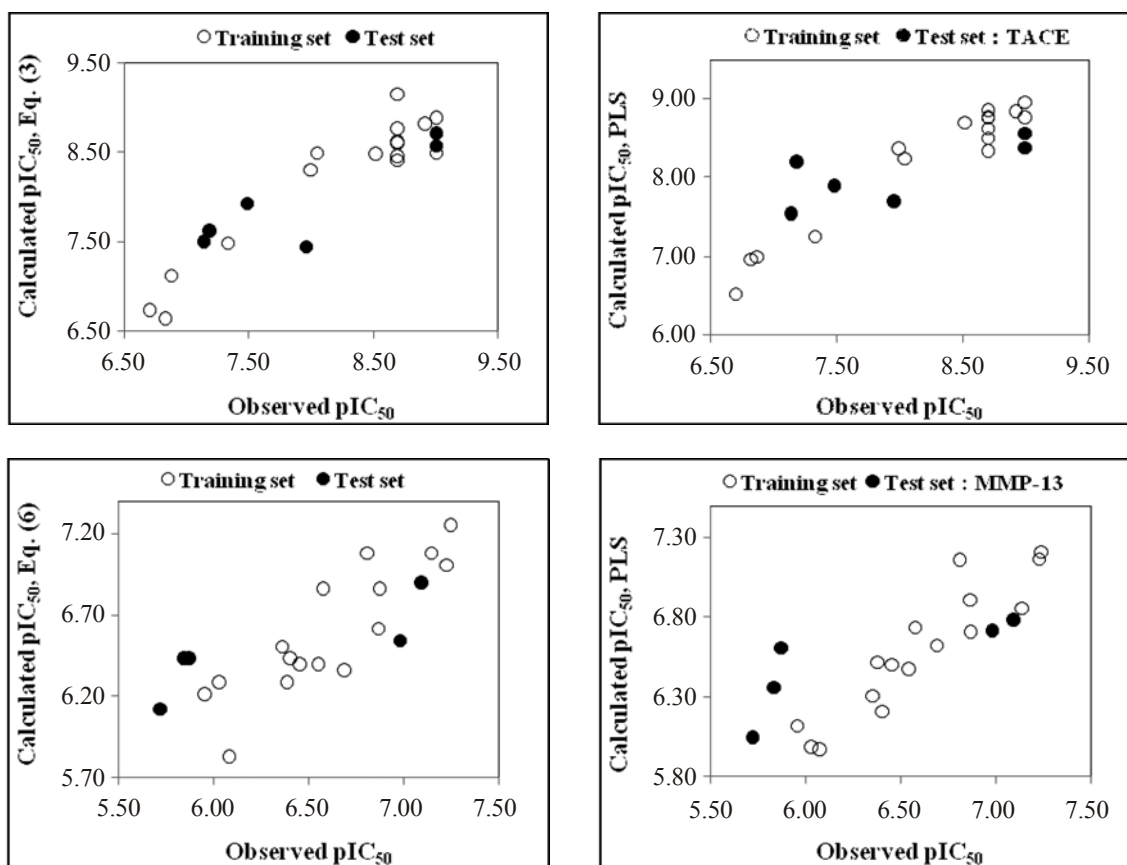 Training set Test set
Calculated pIC50, Eq. (3)
9.50
8.50
7.50
6.50
6.50 7.50 8.50 9.50
Observed pIC50
Training set Test set : TACE
Calculated pIC50, PLS
9.00
8.00
7.00
6.00
6.50 7.50 8.50 9.50
Observed pIC50
Training set Test set
Calculated pIC50, Eq. (6)
7.20
6.70
6.20
5.70
5.50 6.00 6.50 7.00 7.50
Observed pIC50
Training set Test set : MMP-13
Calculated pIC50, PLS
7.30
6.80
6.30
5.80
5.50 6.00 6.50 7.00 7.50
Observed pIC50